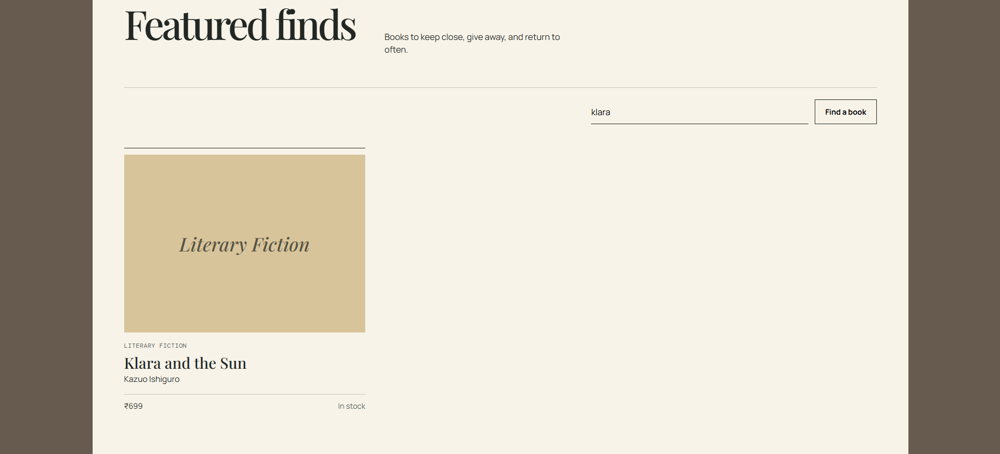 Featured finds
Books to keep close, give away, and return to
often.
klara
Find a book
Literary Fiction
LITERARY FICTION
Klara and the Sun
Kazuo Ishiguro
₹699
In stock